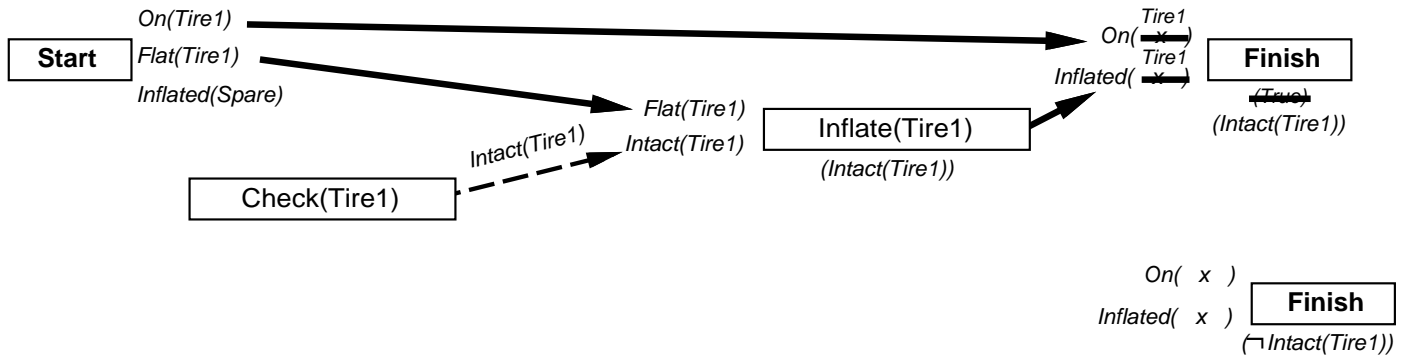 On(Tire1)
Start
Flat(Tire1)
Inflated(Spare)
Check(Tire1)
Intact(Tire1)
Flat(Tire1)
Intact(Tire1)
Inflate(Tire1)
(Intact(Tire1))
Tire1
On( x )
Tire1
Inflated( x )
Finish
(True)
(Intact(Tire1))
On( x )
Inflated( x )
Finish
(¬ Intact(Tire1))